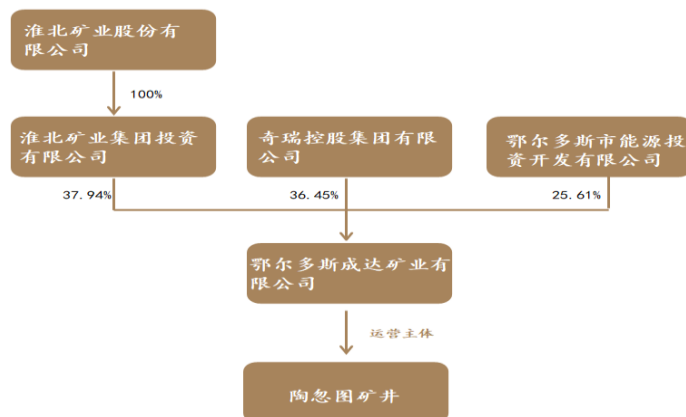 淮北矿业股份有
限公司
100%
淮北矿业集团投资
有限公司
奇瑞控股集团有限
公司
鄂尔多斯市能源投
资开发有限公司
37.94%
36.45%
25.61%
鄂尔多斯成达矿业有
限公司
运营主体
陶忽图矿井